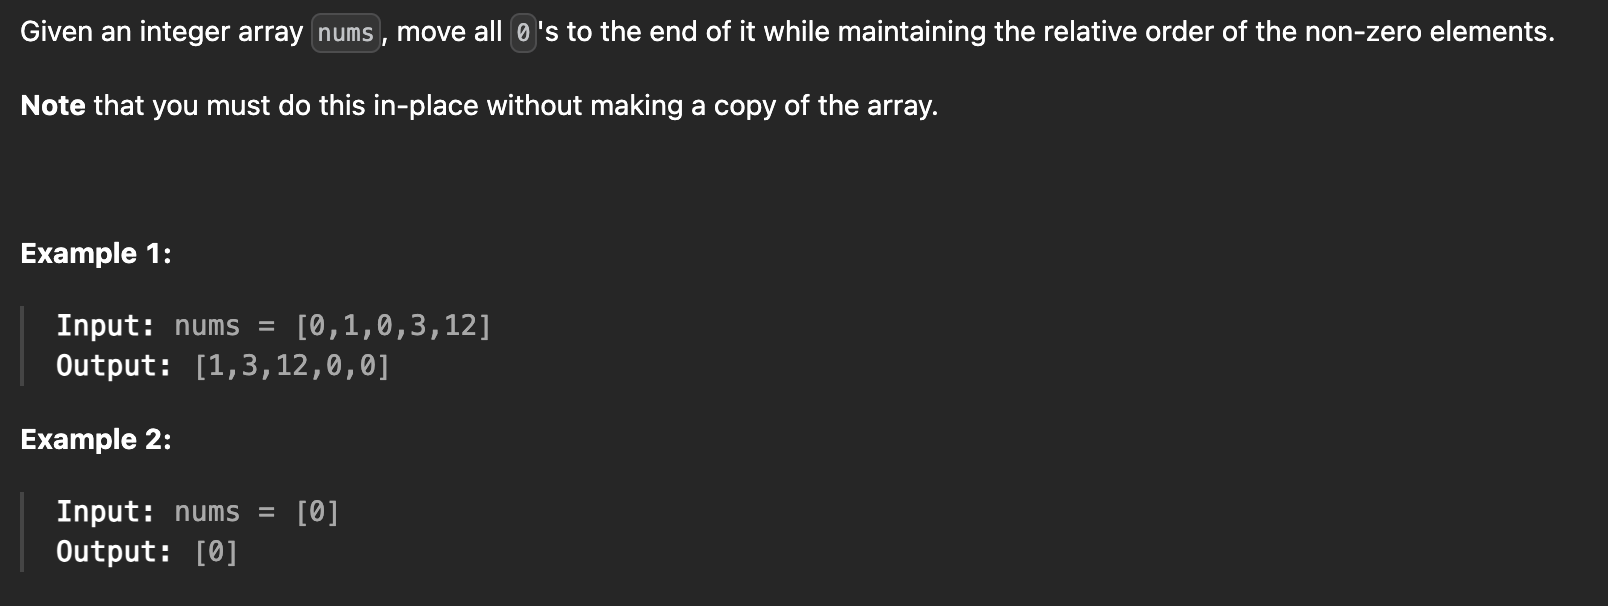 Given an integer array nums, move all 0's to the end of it while maintaining the relative order of the non-zero elements.
Note that you must do this in-place without making a copy of the array.
Example 1:
Input: nums = [0,1,0,3,12]
Output: [1,3,12,0,0]
Example 2:
Input: nums = [0]
Output: [0]